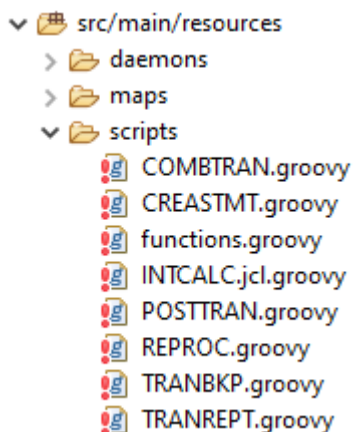 src/main/resources
daemons
maps
scripts
COMBTRAN.groovy
CREASTMT.groovy
functions.groovy
INTCALC.jcl.groovy
POSTTRAN.groovy
REPROC.groovy
TRANBKP.groovy
TRANREPT.groovy